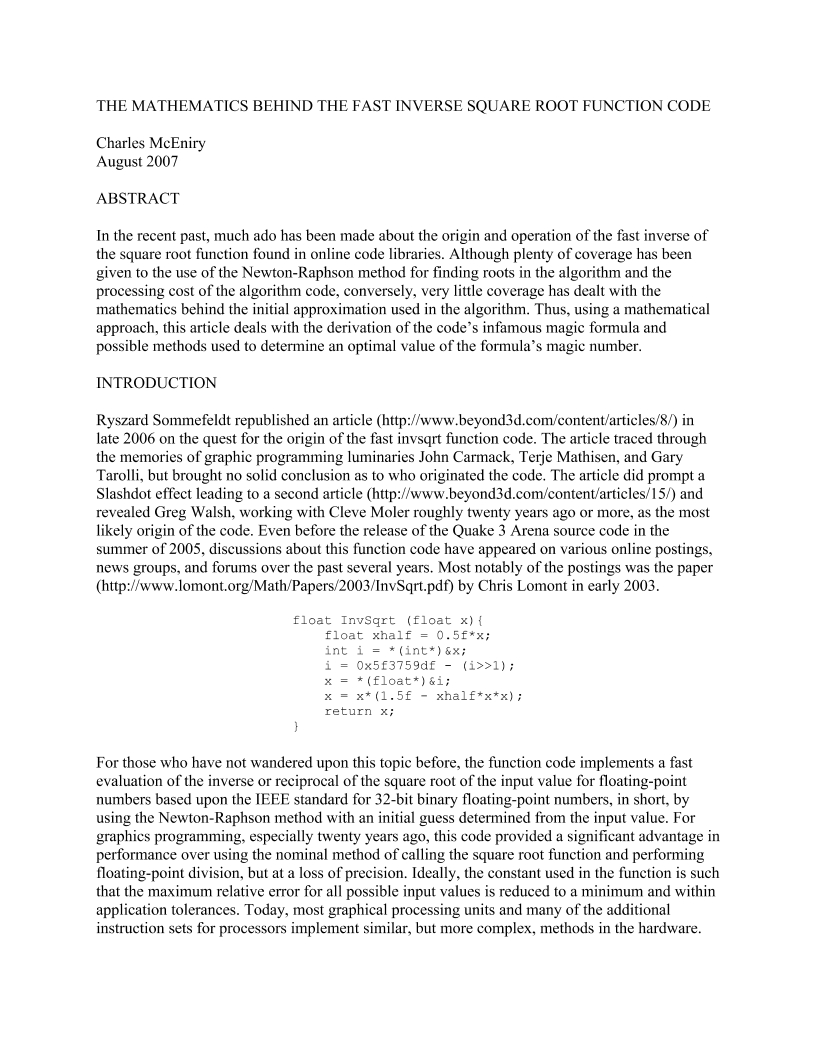 THE MATHEMATICS BEHIND THE FAST INVERSE SQUARE ROOT FUNCTION CODE
Charles McEniry
August 2007
ABSTRACT
In the recent past, much ado has been made about the origin and operation of the fast inverse of
the square root function found in online code libraries. Although plenty of coverage has been
given to the use of the Newton-Raphson method for finding roots in the algorithm and the
processing cost of the algorithm code, conversely, very little coverage has dealt with the
mathematics behind the initial approximation used in the algorithm. Thus, using a mathematical
approach, this article deals with the derivation of the code's infamous magic formula and
possible methods used to determine an optimal value of the formula's magic number.
INTRODUCTION
Ryszard Sommefeldt republished an article (http://www.beyond3d.com/content/articles/8/) in
late 2006 on the quest for the origin of the fast invsqrt function code. The article traced through
the memories of graphic programming luminaries John Carmack, Terje Mathisen, and Gary
Tarolli, but brought no solid conclusion as to who originated the code. The article did prompt a
Slashdot effect leading to a second article (http://www.beyond3d.com/content/articles/15/) and
revealed Greg Walsh, working with Cleve Moler roughly twenty years ago or more, as the most
likely origin of the code. Even before the release of the Quake 3 Arena source code in the
summer of 2005, discussions about this function code have appeared on various online postings,
news groups, and forums over the past several years. Most notably of the postings was the paper
(http://www.lomont.org/Math/Papers/2003/InvSqrt.pdf) by Chris Lomont in early 2003.
float InvSqrt (float x){
    float xhalf = 0.5f*x;
    int i = *(int*)&x;
    i = 0x5f3759df - (i>>1);
    x = *(float*)&i;
    x = x*(1.5f - xhalf*x*x);
    return x;
}
For those who have not wandered upon this topic before, the function code implements a fast
evaluation of the inverse or reciprocal of the square root of the input value for floating-point
numbers based upon the IEEE standard for 32-bit binary floating-point numbers, in short, by
using the Newton-Raphson method with an initial guess determined from the input value. For
graphics programming, especially twenty years ago, this code provided a significant advantage in
performance over using the nominal method of calling the square root function and performing
floating-point division, but at a loss of precision. Ideally, the constant used in the function is such
that the maximum relative error for all possible input values is reduced to a minimum and within
application tolerances. Today, most graphical processing units and many of the additional
instruction sets for processors implement similar, but more complex, methods in the hardware.